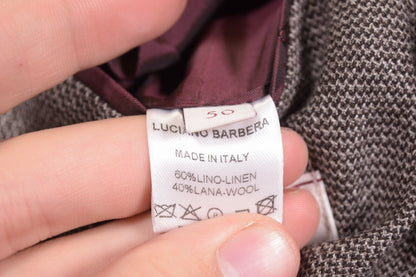 50
LUCIANO BARBERA
MADE IN ITALY
60%LINO-LINEN
40%LANA-WOOL